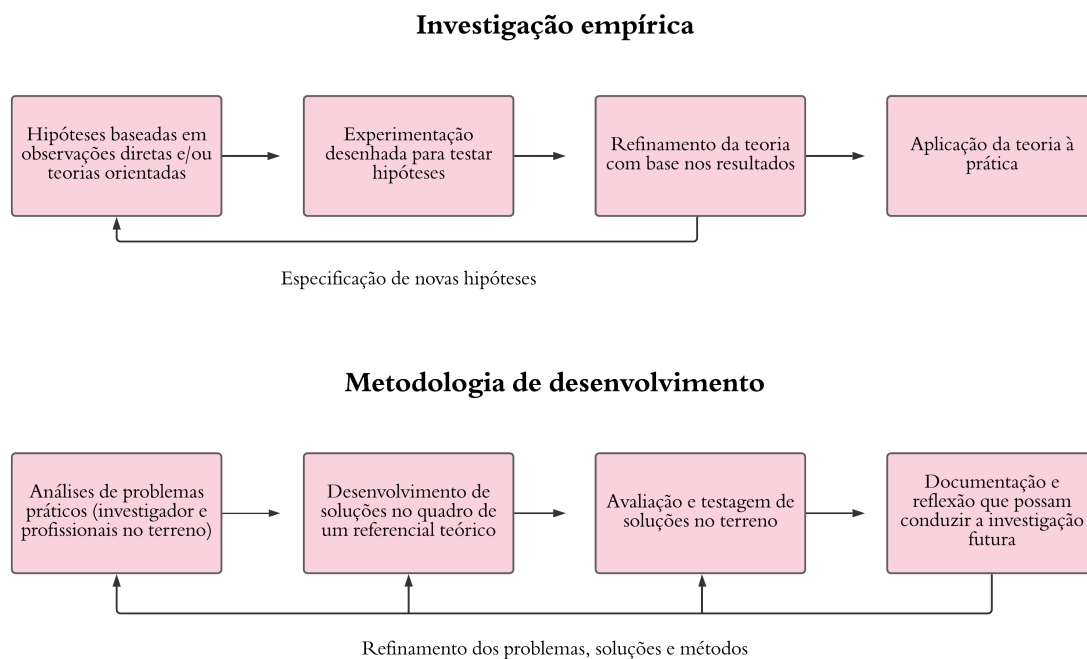 Investigação empírica
Hipóteses baseadas em
observações diretas e/ou
teorias orientadas
Experimentação
desenhada para testar
hipóteses
Refinamento da teoria
com base nos resultados
Aplicação da teoria à
prática
Especificação de novas hipóteses
Metodologia de desenvolvimento
Análises de problemas
práticos (investigador e
profissionais no terreno)
Desenvolvimento de
soluções no quadro de
um referencial teórico
Avaliação e testagem de
soluções no terreno
Documentação e
reflexão que possam
conduzir a investigação
futura
Refinamento dos problemas, soluções e métodos